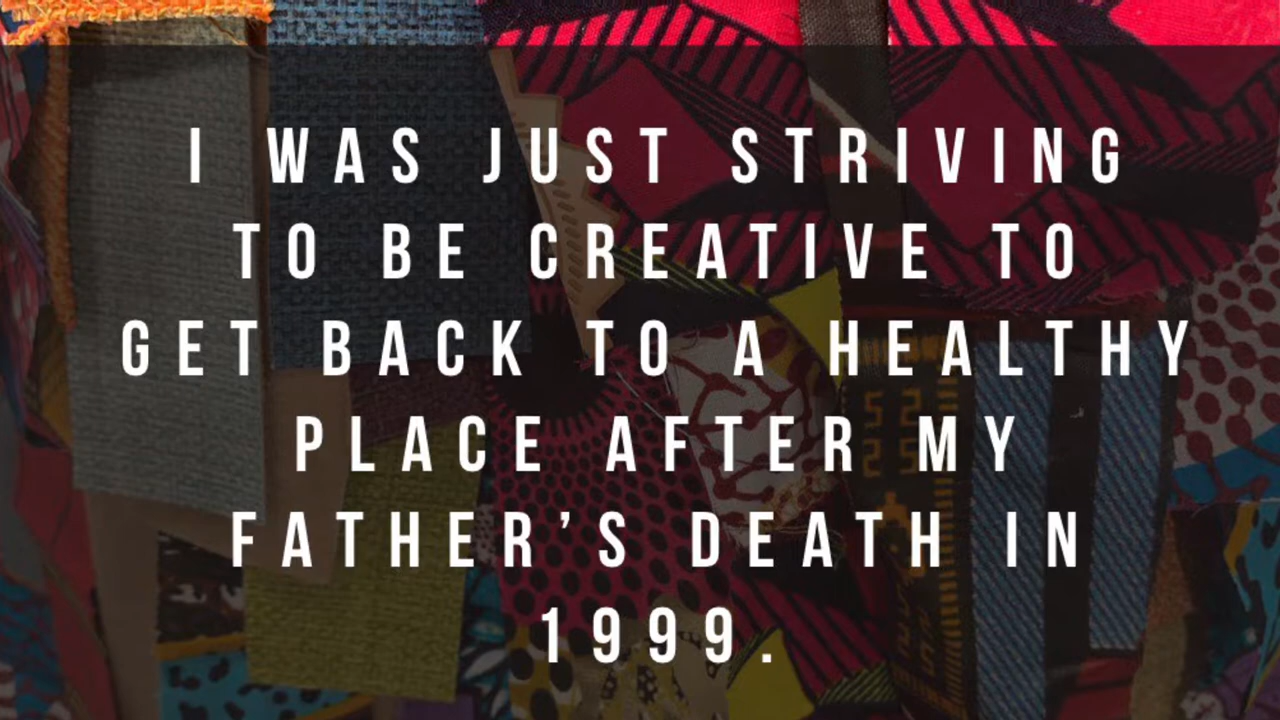 I WAS JUST STRIVING
TO BE CREATIVE TO
GET BACK TO A HEALTHY
PLACE AFTER MY
FATHER’S DEATH IN
1999.